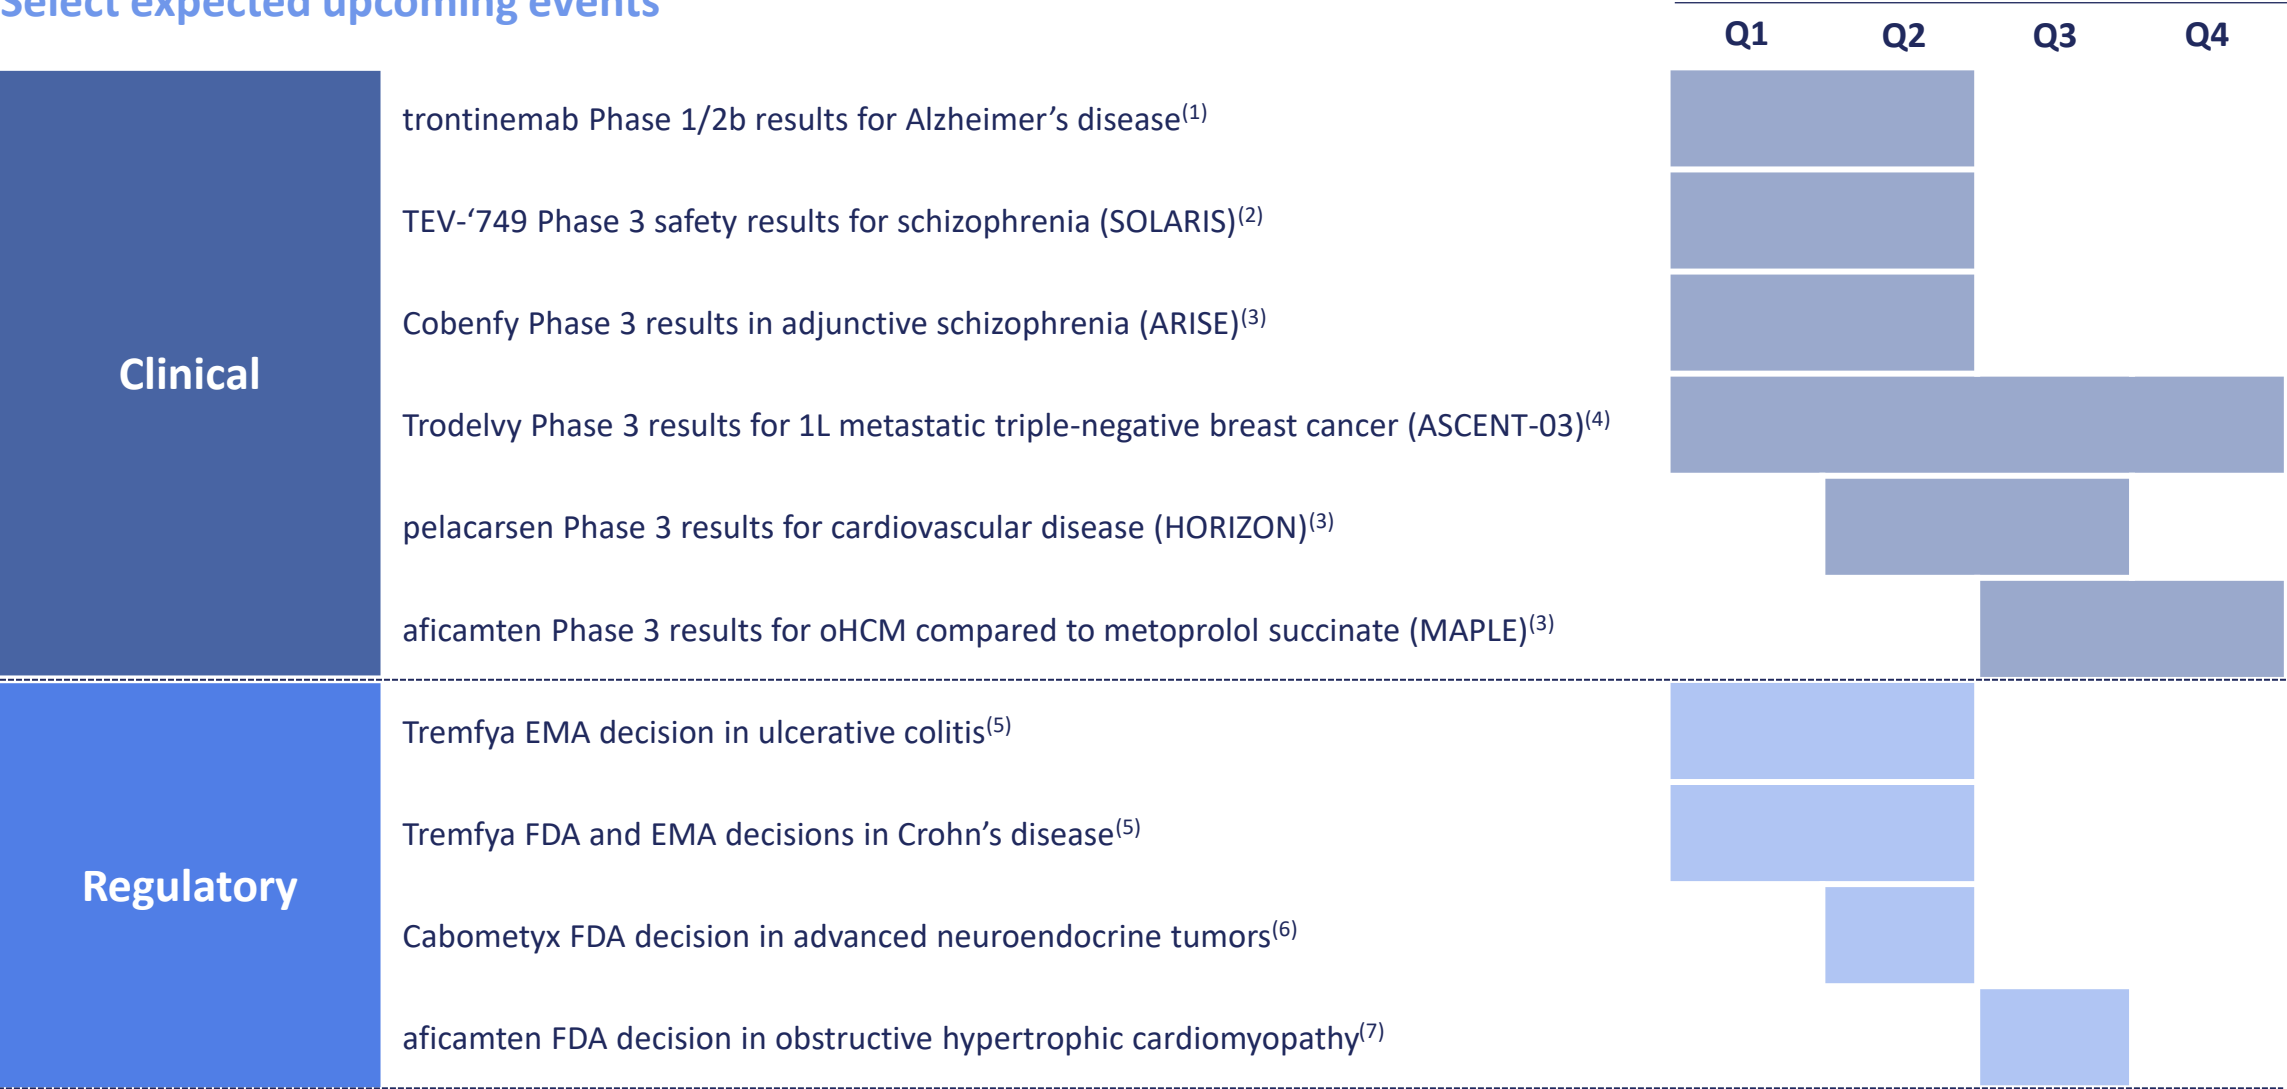 Select expected upcoming events
Q1 Q2 Q3 Q4
Clinical
trontinemab Phase 1/2b results for Alzheimer’s disease(1)
TEV-‘749 Phase 3 safety results for schizophrenia (SOLARIS)(2)
Cobenfy Phase 3 results in adjunctive schizophrenia (ARISE)(3)
Trodelvy Phase 3 results for 1L metastatic triple-negative breast cancer (ASCENT-03)(4)
pelacarsen Phase 3 results for cardiovascular disease (HORIZON)(3)
aficamten Phase 3 results for oHCM compared to metoprolol succinate (MAPLE)(3)
Regulatory
Tremfya EMA decision in ulcerative colitis(5)
Tremfya FDA and EMA decisions in Crohn’s disease(5)
Cabometyx FDA decision in advanced neuroendocrine tumors(6)
aficamten FDA decision in obstructive hypertrophic cardiomyopathy(7)